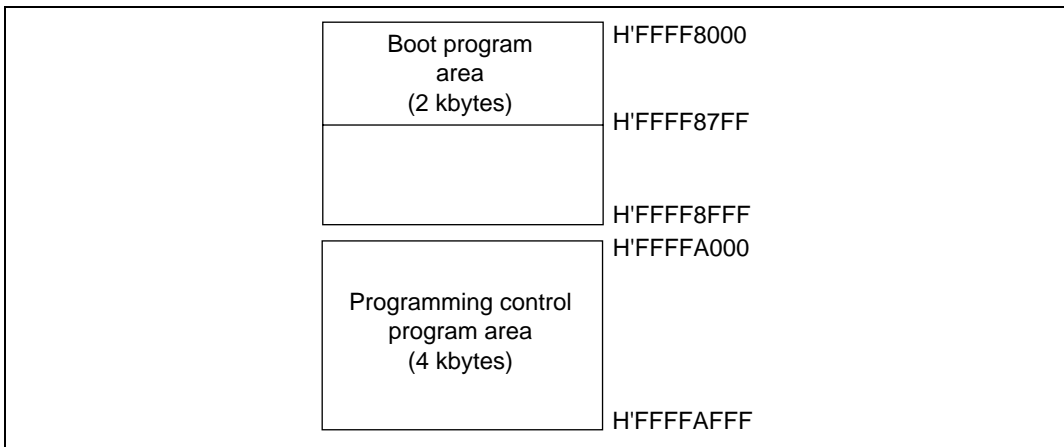 Boot program
area
(2 kbytes)
H'FFFF8000
H'FFFF87FF
H'FFFF8FFF
H'FFFFA000
Programming control
program area
(4 kbytes)
H'FFFFAFFF